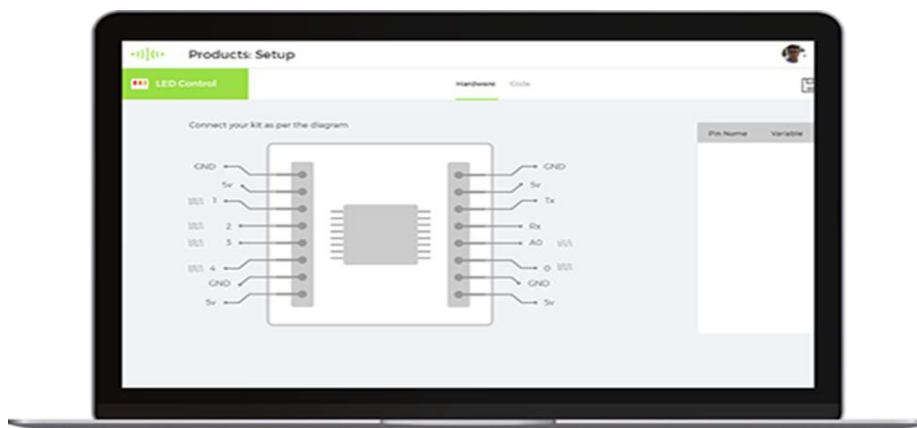 Products: Setup
LED Control
Hardware Code
Connect your kit as per the diagram
Pin Name Variable
GND GND
5v 5v
1 Tx
2 Rx
3 A0
4 0
GND GND
5v 5v